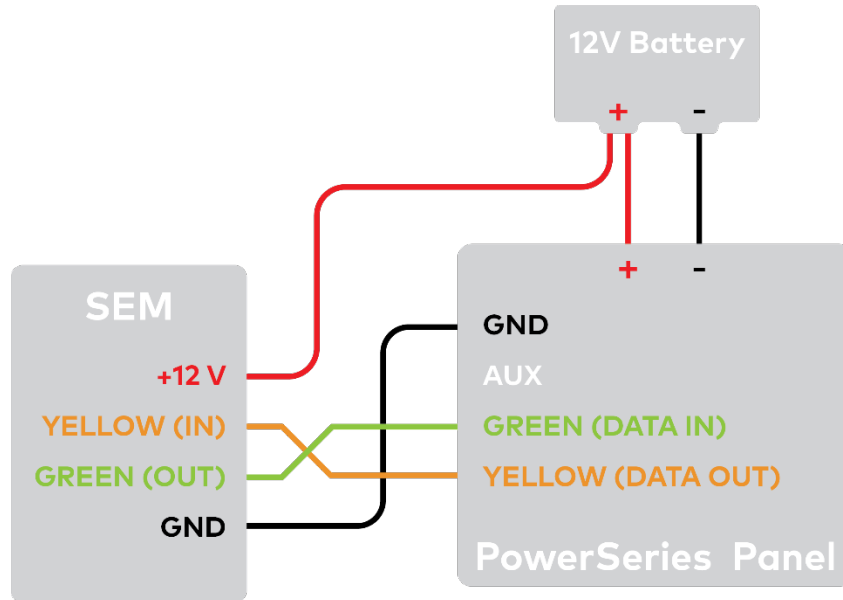 12V Battery
+ -
+ -
SEM
+12 V
YELLOW (IN)
GREEN (OUT)
GND
GND
AUX
GREEN (DATA IN)
YELLOW (DATA OUT)
PowerSeries Panel